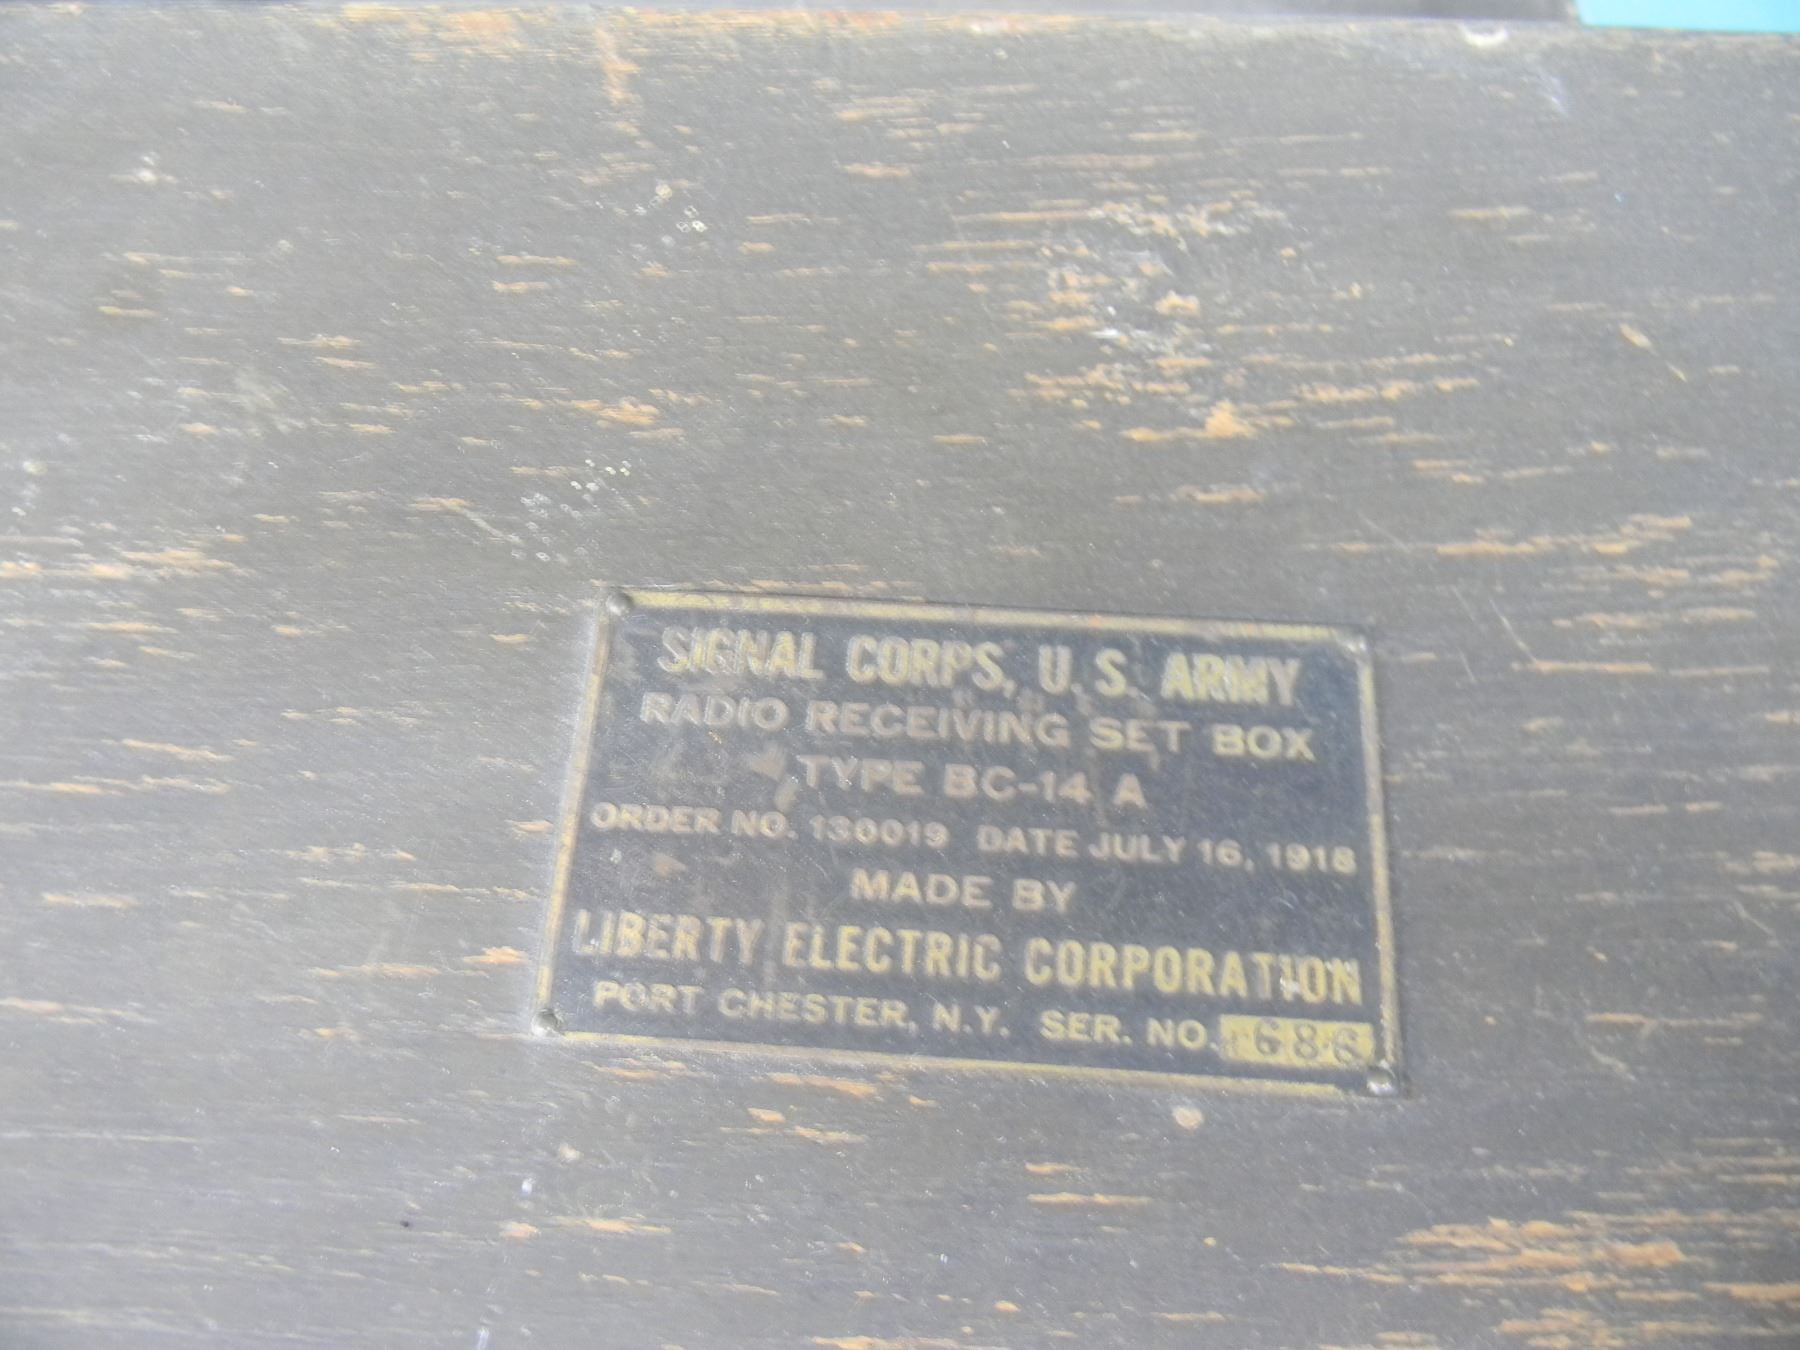 SIGNAL CORPS, U.S. ARMY
RADIO RECEIVING SET BOX
TYPE BC-14 A
ORDER NO. 130019 DATE JULY 16, 1918
MADE BY
LIBERTY ELECTRIC CORPORATION
PORT CHESTER, N.Y. SER. NO. 686